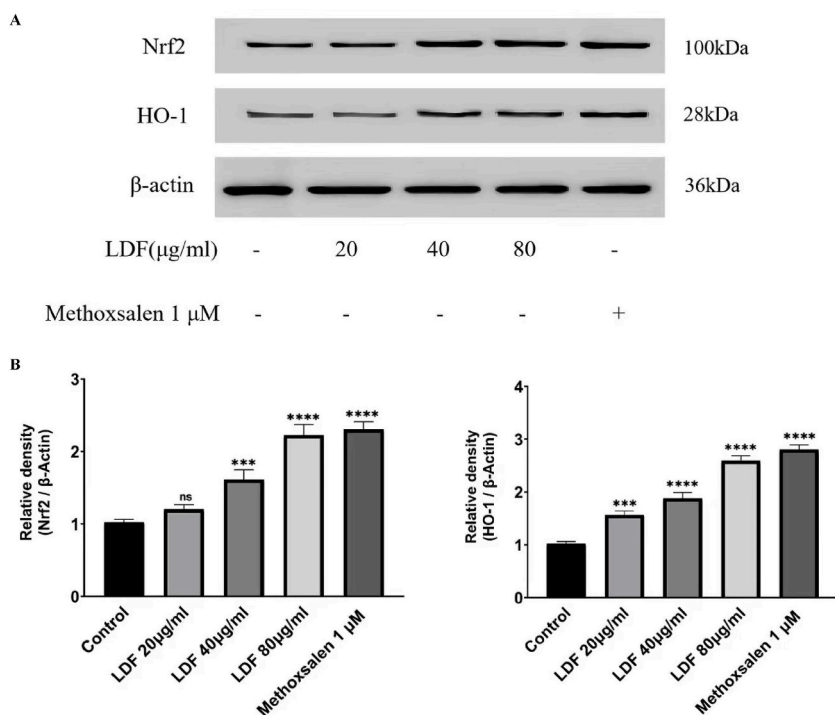 A
Nrf2 100kDa
HO-1 28kDa
β-actin 36kDa
LDF(μg/ml) - 20 40 80 -
Methoxsalen 1 μM - - - - +
B
Relative density
(Nrf2 / β-Actin)
3
2
1
0
ns
***
****
****
Control
LDF 20μg/ml
LDF 40μg/ml
LDF 80μg/ml
Methoxsalen 1 μM
Relative density
(HO-1 / β-Actin)
4
3
2
1
0
***
****
****
****
Control
LDF 20μg/ml
LDF 40μg/ml
LDF 80μg/ml
Methoxsalen 1 μM